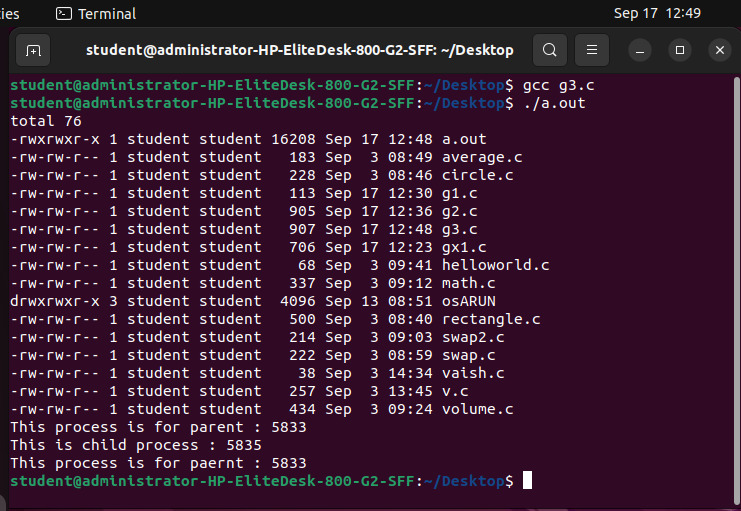 ies Terminal Sep 17 12:49
student@administrator-HP-EliteDesk-800-G2-SFF: ~/Desktop
student@administrator-HP-EliteDesk-800-G2-SFF:~/Desktop$ gcc g3.c
student@administrator-HP-EliteDesk-800-G2-SFF:~/Desktop$ ./a.out
total 76
-rwxrwxr-x 1 student student 16208 Sep 17 12:48 a.out
-rw-rw-r-- 1 student student   183 Sep  3 08:49 average.c
-rw-rw-r-- 1 student student   228 Sep  3 08:46 circle.c
-rw-rw-r-- 1 student student   113 Sep 17 12:30 g1.c
-rw-rw-r-- 1 student student   905 Sep 17 12:36 g2.c
-rw-rw-r-- 1 student student   907 Sep 17 12:48 g3.c
-rw-rw-r-- 1 student student   706 Sep 17 12:23 gx1.c
-rw-rw-r-- 1 student student    68 Sep  3 09:41 helloworld.c
-rw-rw-r-- 1 student student   337 Sep  3 09:12 math.c
drwxrwxr-x 3 student student  4096 Sep 13 08:51 osARUN
-rw-rw-r-- 1 student student   500 Sep  3 08:40 rectangle.c
-rw-rw-r-- 1 student student   214 Sep  3 09:03 swap2.c
-rw-rw-r-- 1 student student   222 Sep  3 08:59 swap.c
-rw-rw-r-- 1 student student    38 Sep  3 14:34 vaish.c
-rw-rw-r-- 1 student student   257 Sep  3 13:45 v.c
-rw-rw-r-- 1 student student   434 Sep  3 09:24 volume.c
This process is for parent : 5833
This is child process : 5835
This process is for paernt : 5833
student@administrator-HP-EliteDesk-800-G2-SFF:~/Desktop$